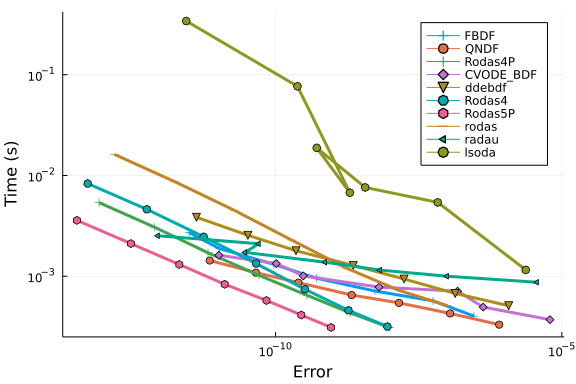 FBDF
QNDF
Rodas4P
CVODE_BDF
ddebdf
Rodas4
Rodas5P
rodas
radau
lsoda
Time (s)
10⁻¹
10⁻²
10⁻³
10⁻¹⁰
10⁻⁵
Error